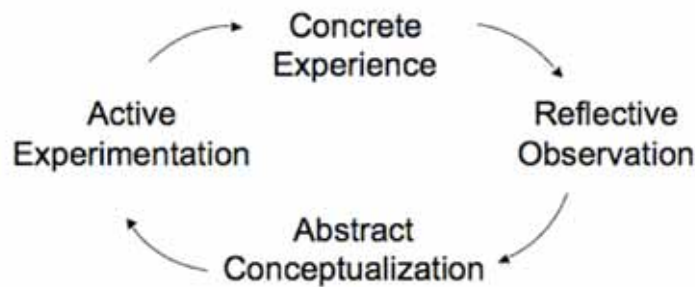 Concrete
Experience
Reflective
Observation
Abstract
Conceptualization
Active
Experimentation